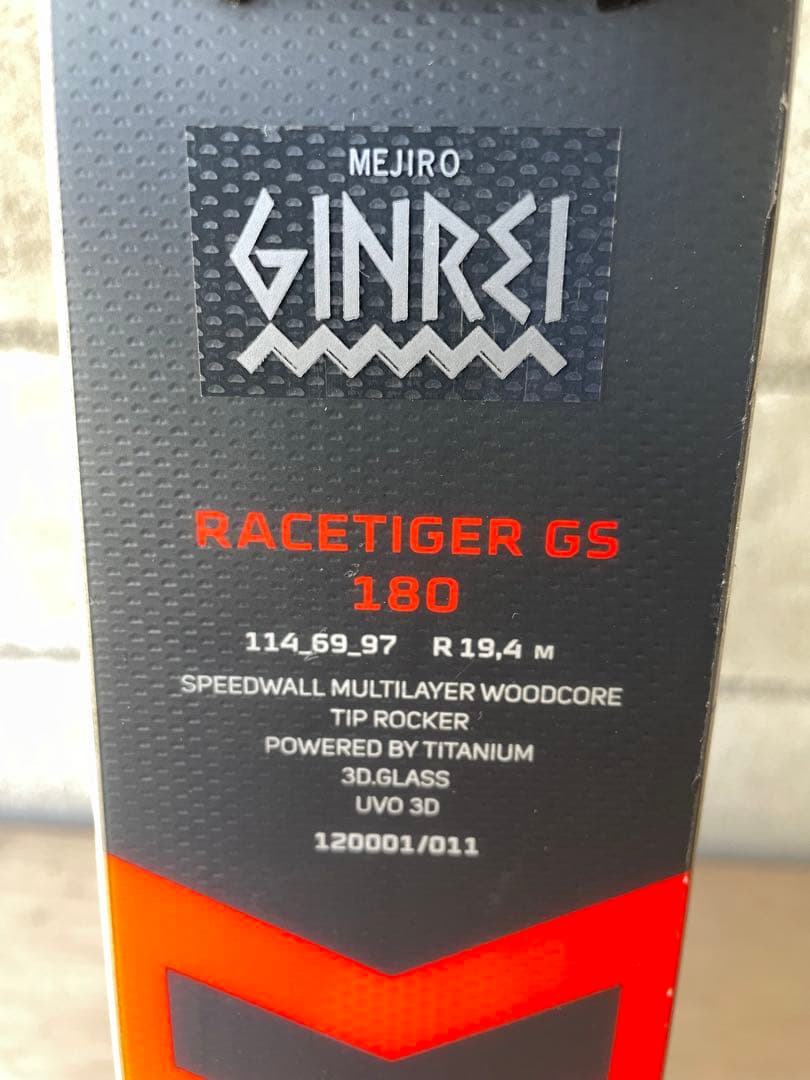 MEJIRO
GINREI
RACETIGER GS
180
114_69_97 R 19,4 M
SPEEDWALL MULTILAYER WOODCORE
TIP ROCKER
POWERED BY TITANIUM
3D.GLASS
UVO 3D
120001/011